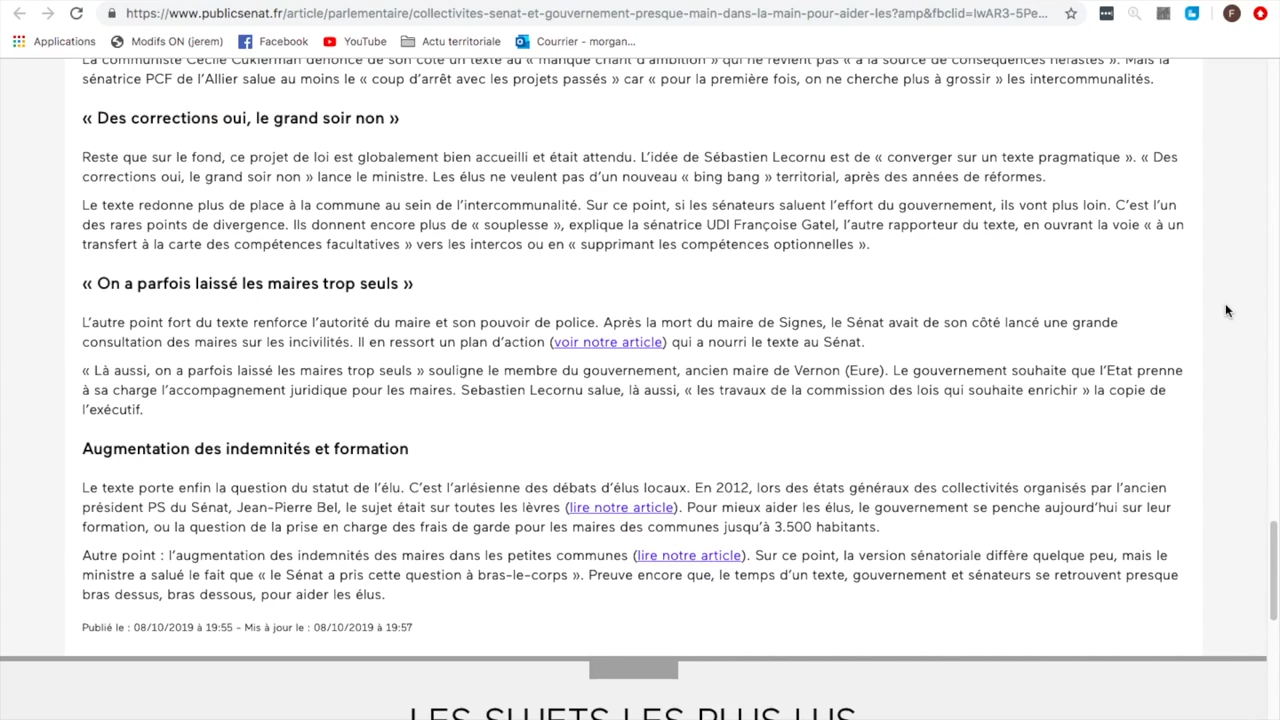 https://www.publicsenat.fr/article/parlementaire/collectivites-senat-et-gouvernement-presque-main-dans-la-main-pour-aider-les?amp&fbclid=IwAR3-5Pe...
F
Applications
Modifs ON (jerem)
Facebook
YouTube
Actu territoriale
Courrier - morgan...
La communiste Cécile Cukierman dénonce de son côté un texte au « manque criant d'ambition » qui ne revient pas « à la source de conséquences néfastes ». Mais la
sénatrice PCF de l'Allier salue au moins le « coup d'arrêt avec les projets passés » car « pour la première fois, on ne cherche plus à grossir » les intercommunalités.
« Des corrections oui, le grand soir non »
Reste que sur le fond, ce projet de loi est globalement bien accueilli et était attendu. L'idée de Sébastien Lecornu est de « converger sur un texte pragmatique ». « Des
corrections oui, le grand soir non » lance le ministre. Les élus ne veulent pas d'un nouveau « bing bang » territorial, après des années de réformes.
Le texte redonne plus de place à la commune au sein de l'intercommunalité. Sur ce point, si les sénateurs saluent l'effort du gouvernement, ils vont plus loin. C'est l'un
des rares points de divergence. Ils donnent encore plus de « souplesse », explique la sénatrice UDI Françoise Gatel, l'autre rapporteur du texte, en ouvrant la voie « à un
transfert à la carte des compétences facultatives » vers les intercos ou en « supprimant les compétences optionnelles ».
« On a parfois laissé les maires trop seuls »
L'autre point fort du texte renforce l'autorité du maire et son pouvoir de police. Après la mort du maire de Signes, le Sénat avait de son côté lancé une grande
consultation des maires sur les incivilités. Il en ressort un plan d'action (voir notre article) qui a nourri le texte au Sénat.
« Là aussi, on a parfois laissé les maires trop seuls » souligne le membre du gouvernement, ancien maire de Vernon (Eure). Le gouvernement souhaite que l'Etat prenne
à sa charge l'accompagnement juridique pour les maires. Sebastien Lecornu salue, là aussi, « les travaux de la commission des lois qui souhaite enrichir » la copie de
l'exécutif.
Augmentation des indemnités et formation
Le texte porte enfin la question du statut de l'élu. C'est l'arlésienne des débats d'élus locaux. En 2012, lors des états généraux des collectivités organisés par l'ancien
président PS du Sénat, Jean-Pierre Bel, le sujet était sur toutes les lèvres (lire notre article). Pour mieux aider les élus, le gouvernement se penche aujourd'hui sur leur
formation, ou la question de la prise en charge des frais de garde pour les maires des communes jusqu'à 3.500 habitants.
Autre point : l'augmentation des indemnités des maires dans les petites communes (lire notre article). Sur ce point, la version sénatoriale diffère quelque peu, mais le
ministre a salué le fait que « le Sénat a pris cette question à bras-le-corps ». Preuve encore que, le temps d'un texte, gouvernement et sénateurs se retrouvent presque
bras dessus, bras dessous, pour aider les élus.
Publié le : 08/10/2019 à 19:55 - Mis à jour le : 08/10/2019 à 19:57
LES SUJETS LES PLUS LUS